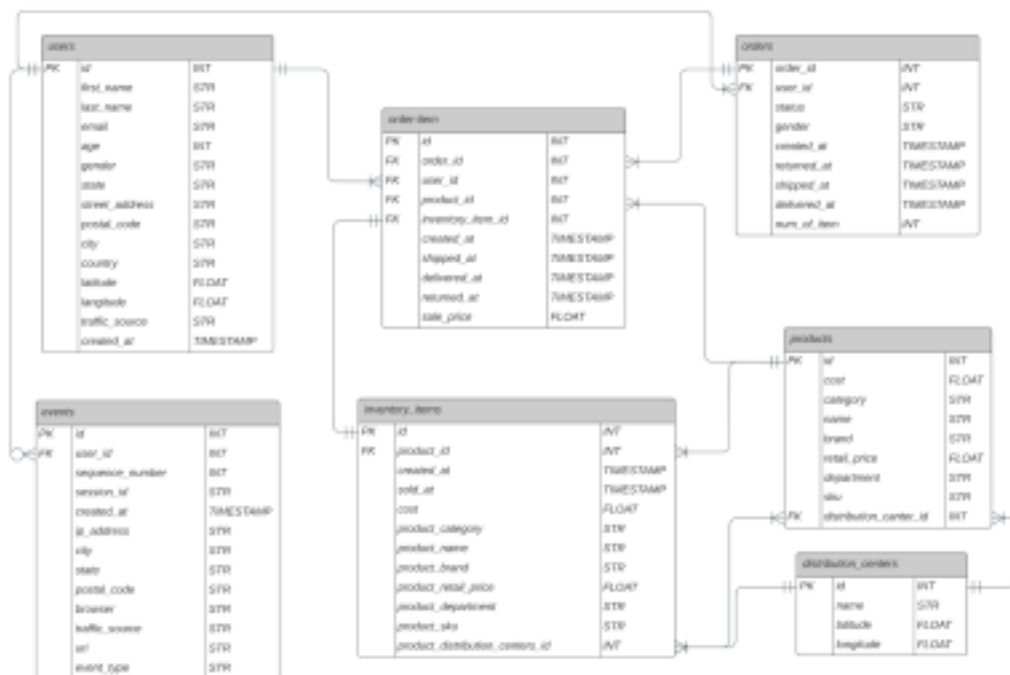 users
PK id INT
first_name STR
last_name STR
email STR
age INT
gender STR
state STR
street_address STR
postal_code STR
city STR
country STR
latitude FLOAT
langitude FLOAT
traffic_source STR
created_at TIMESTAMP
order-item
PK id INT
FK order_id INT
FK user_id INT
FK product_id INT
FK inventory_item_id INT
created_at TIMESTAMP
shipped_at TIMESTAMP
delivered_at TIMESTAMP
returned_at TIMESTAMP
sale_price FLOAT
orders
PK order_id INT
FK user_id INT
status STR
gender STR
created_at TIMESTAMP
returned_at TIMESTAMP
shipped_at TIMESTAMP
delivered_at TIMESTAMP
num_of_item INT
events
PK id INT
FK user_id INT
sequence_number INT
session_id STR
created_at TIMESTAMP
ip_address STR
city STR
state STR
postal_code STR
browser STR
traffic_source STR
uri STR
event_type STR
inventory_items
PK id INT
FK product_id INT
created_at TIMESTAMP
sold_at TIMESTAMP
cost FLOAT
product_category STR
product_name STR
product_brand STR
product_retail_price FLOAT
product_department STR
product_sku STR
product_distribution_centers_id INT
products
PK id INT
cost FLOAT
category STR
name STR
brand STR
retail_price FLOAT
department STR
sku STR
FK distribution_center_id INT
distribution_centers
PK id INT
name STR
latitude FLOAT
longitude FLOAT